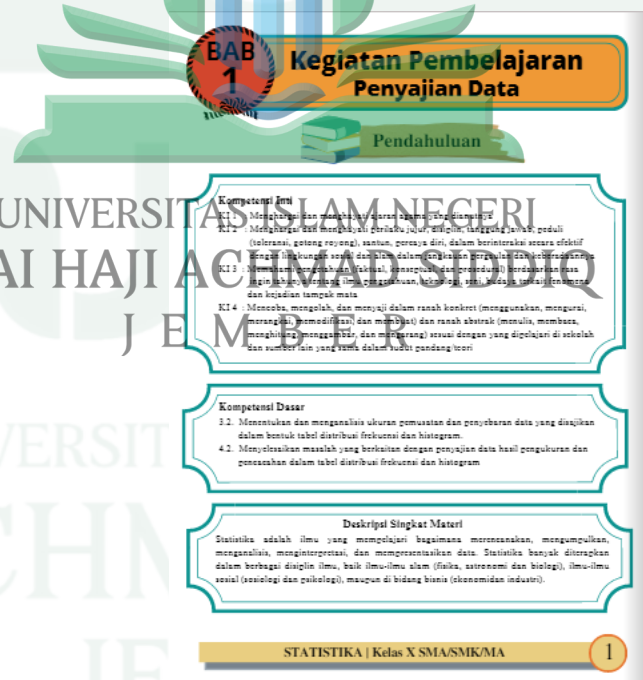 BAB
1
Kegiatan Pembelajaran
Penyajian Data
Pendahuluan
Kompetensi Inti
KI 1 : Menghargai dan menghayati ajaran agama yang dianutnya
KI 2 : Menghargai dan menghayati perilaku jujur, disiplin, tanggung jawab, peduli
(toleransi, gotong royong), santun, percaya diri, dalam berinteraksi secara efektif
dengan lingkungan sosial dan alam dalam jangkauan pergaulan dan keberadaannya
KI 3 : Memahami pengetahuan (faktual, konseptual, dan prosedural) berdasarkan rasa
ingin tahunya tentang ilmu pengetahuan, teknologi, seni, budaya terkait fenomena
dan kejadian tampak mata
KI 4 : Mencoba, mengolah, dan menyaji dalam ranah konkret (menggunakan, mengurai,
merangkai, memodifikasi, dan membuat) dan ranah abstrak (menulis, membaca,
menghitung, menggambar, dan mengarang) sesuai dengan yang dipelajari di sekolah
dan sumber lain yang sama dalam sudut pandang/teori
UNIVERSITAS ISLAM NEGERI
AI HAJI ACHMAD SIDDIQ
JEMBER
Kompetensi Dasar
3.2. Menentukan dan menganalisis ukuran pemusatan dan penyebaran data yang disajikan
dalam bentuk tabel distribusi frekuensi dan histogram.
4.2. Menyelesaikan masalah yang berkaitan dengan penyajian data hasil pengukuran dan
pencacahan dalam tabel distribusi frekuensi dan histogram
Deskripsi Singkat Materi
Statistika adalah ilmu yang mempelajari bagaimana merencanakan, mengumpulkan,
menganalisis, menginterpretasi, dan mempresentasikan data. Statistika banyak diterapkan
dalam berbagai disiplin ilmu, baik ilmu-ilmu alam (fisika, astronomi dan biologi), ilmu-ilmu
sosial (sosiologi dan psikologi), maupun di bidang bisnis (ekonomidan industri).
STATISTIKA | Kelas X SMA/SMK/MA
1